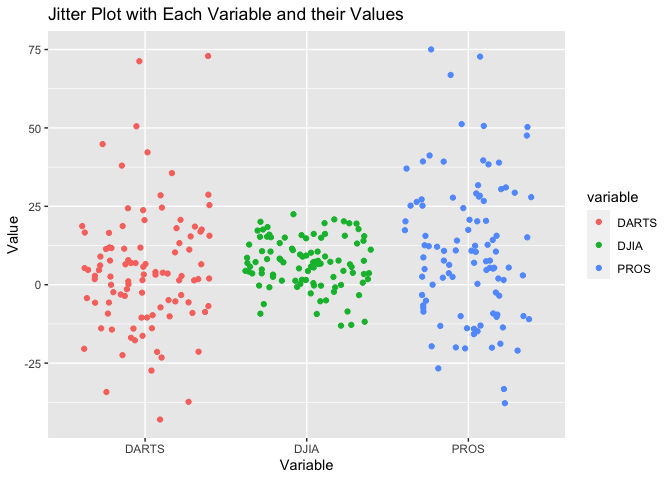 Jitter Plot with Each Variable and their Values
75
50
25
0
-25
Value
DARTS
DJIA
PROS
Variable
variable
DARTS
DJIA
PROS